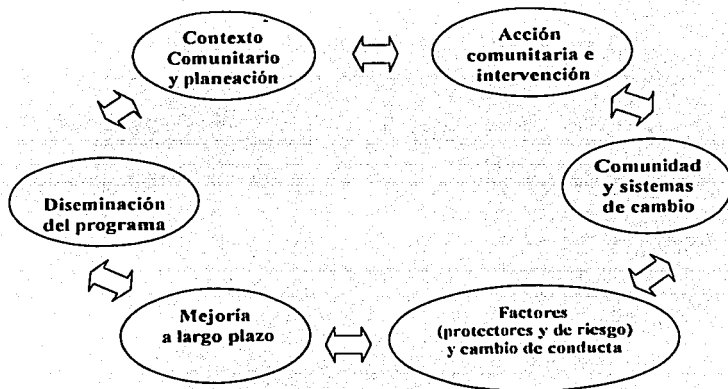 Contexto
Comunitario
y planeación
Acción
comunitaria e
intervención
Comunidad
y sistemas
de cambio
Factores
(protectores y de riesgo)
y cambio de conducta
Mejoría
a largo plazo
Diseminación
del programa